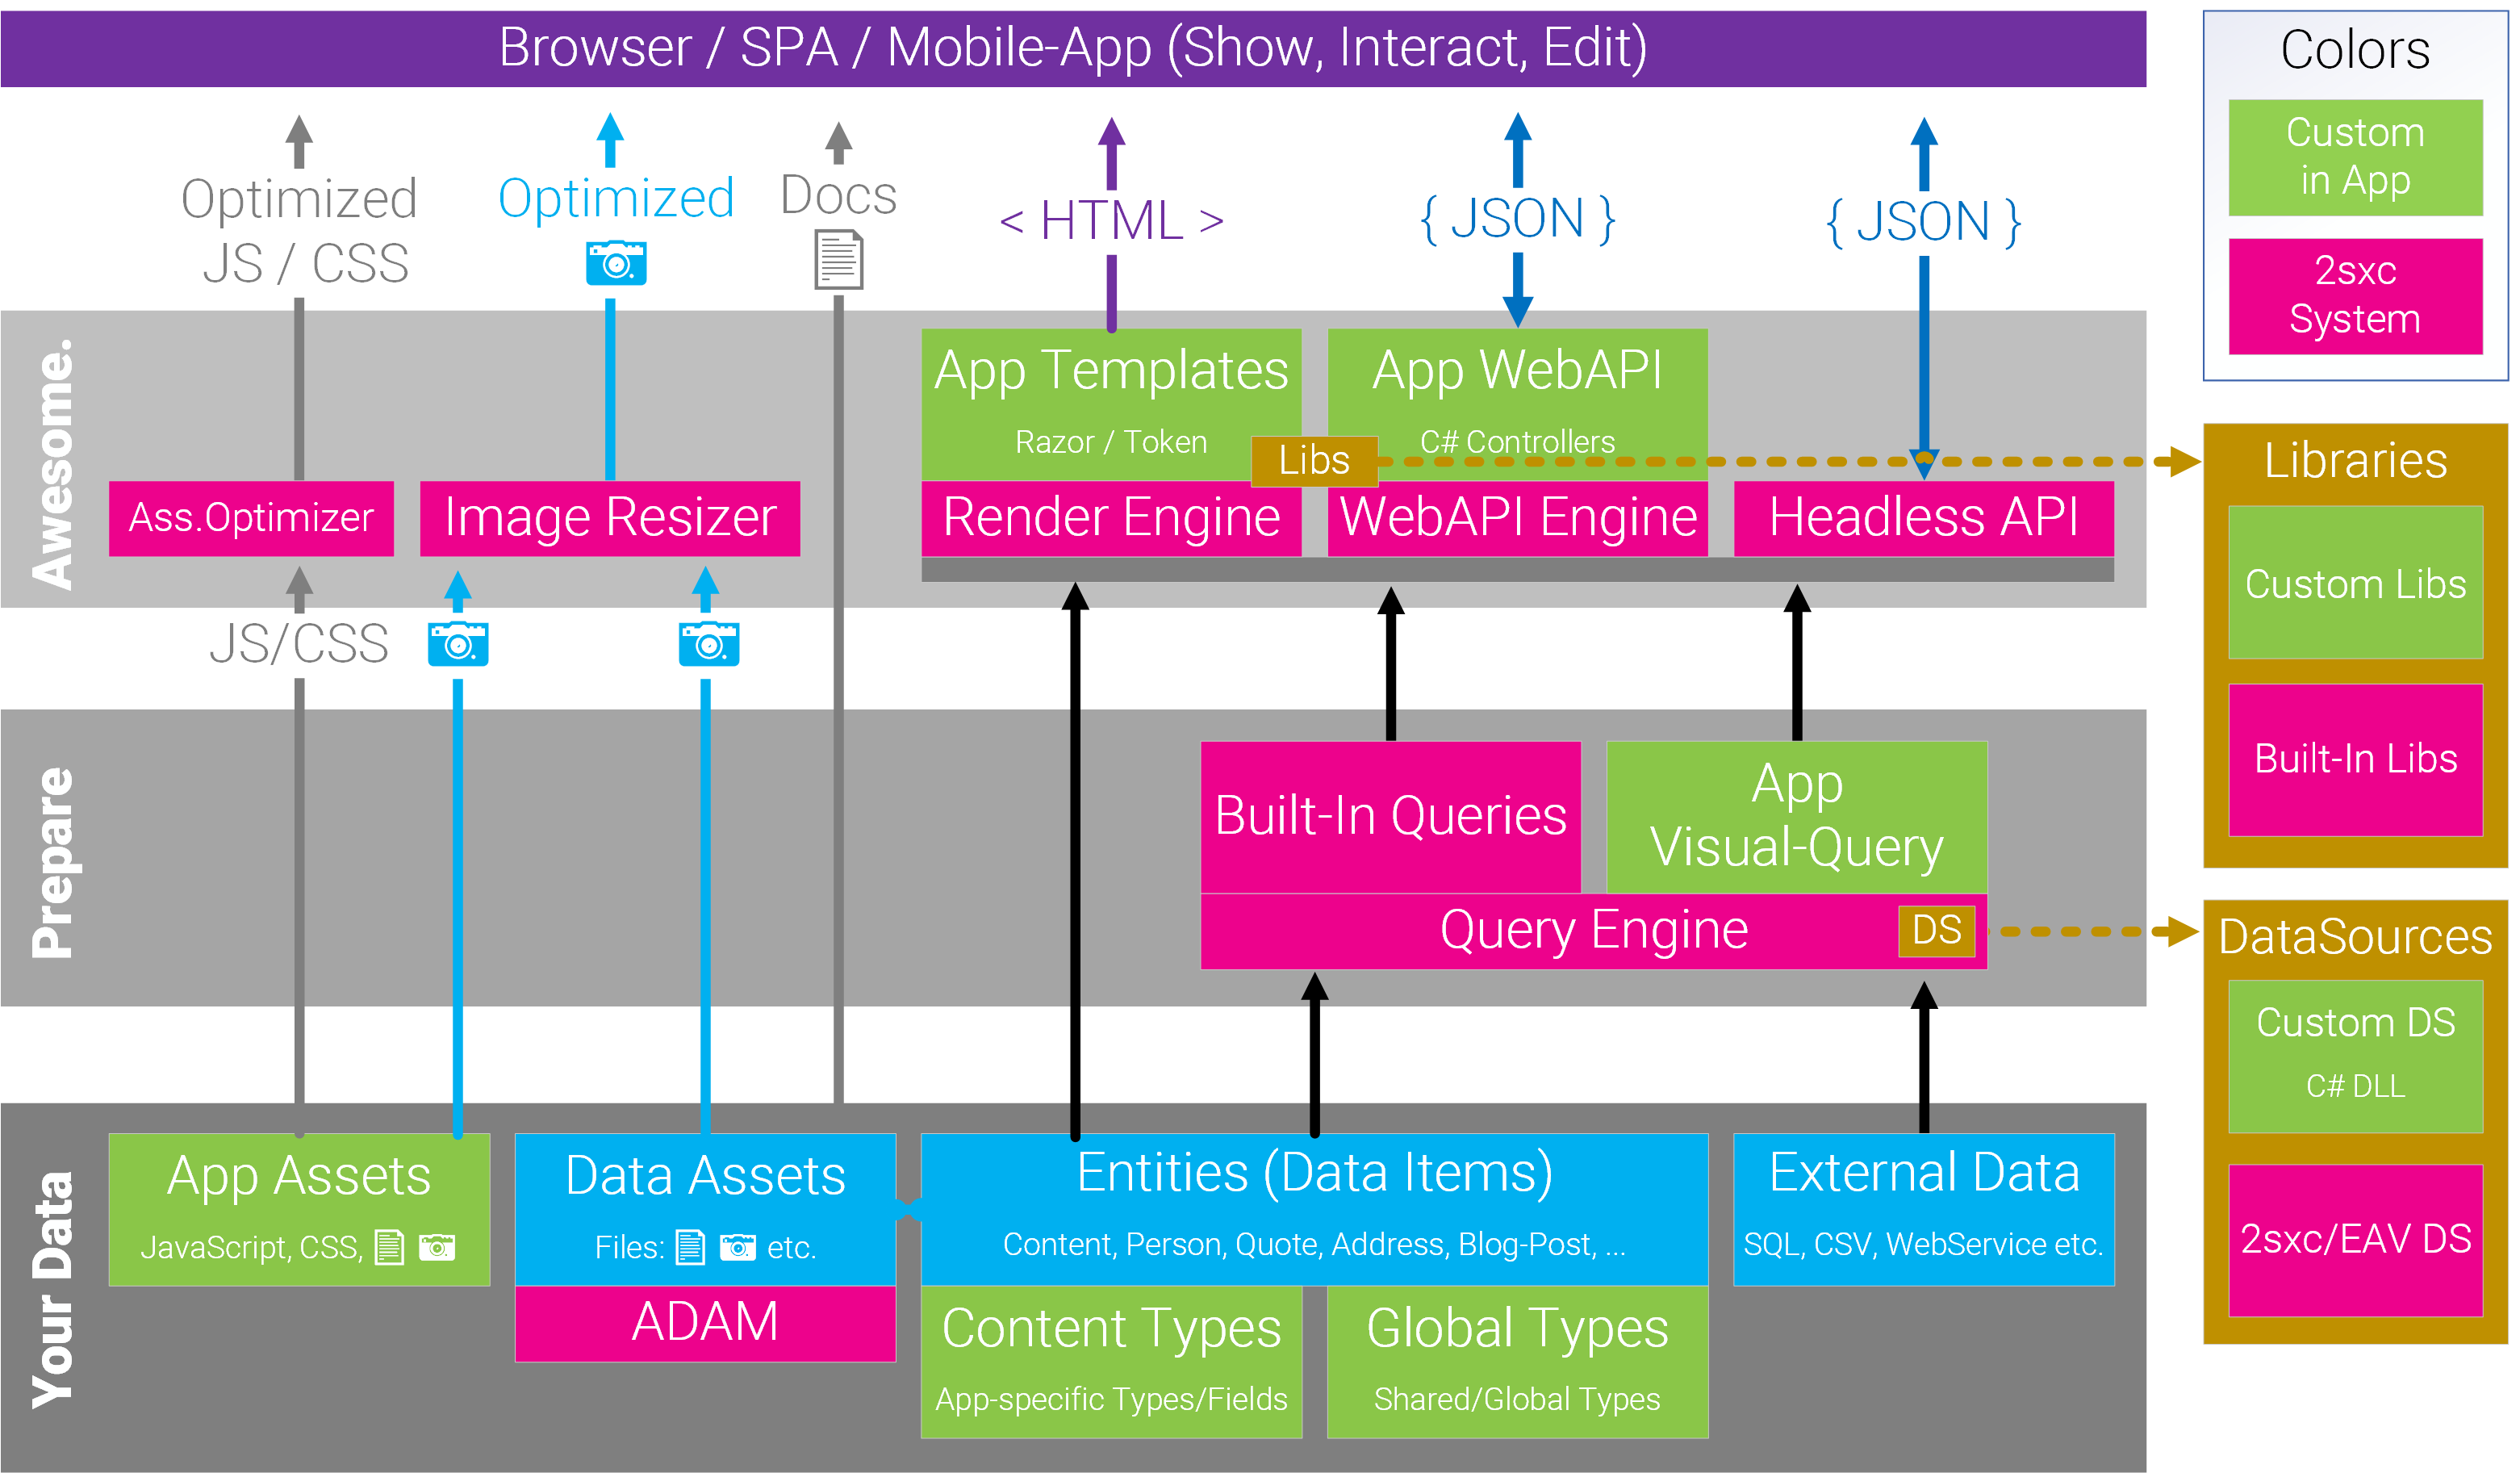 Browser / SPA / Mobile-App (Show, Interact, Edit)
Optimized
JS / CSS
Optimized
Docs
< HTML >
{ JSON }
{ JSON }
Awesome.
App Templates
Razor / Token
App WebAPI
C# Controllers
Libs
Ass.Optimizer
Image Resizer
Render Engine
WebAPI Engine
Headless API
JS/CSS
Prepare
Built-In Queries
App
Visual-Query
Query Engine
DS
Your Data
App Assets
JavaScript, CSS,
Data Assets
Files:
etc.
ADAM
Entities (Data Items)
Content, Person, Quote, Address, Blog-Post, ...
External Data
SQL, CSV, WebService etc.
Content Types
App-specific Types/Fields
Global Types
Shared/Global Types
Colors
Custom
in App
2sxc
System
Libraries
Custom Libs
Built-In Libs
DataSources
Custom DS
C# DLL
2sxc/EAV DS